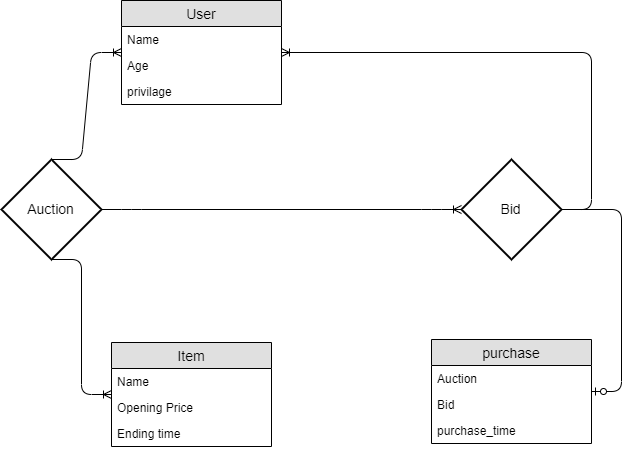 User
Name
Age
privilage
Auction
Bid
Item
Name
Opening Price
Ending time
purchase
Auction
Bid
purchase_time